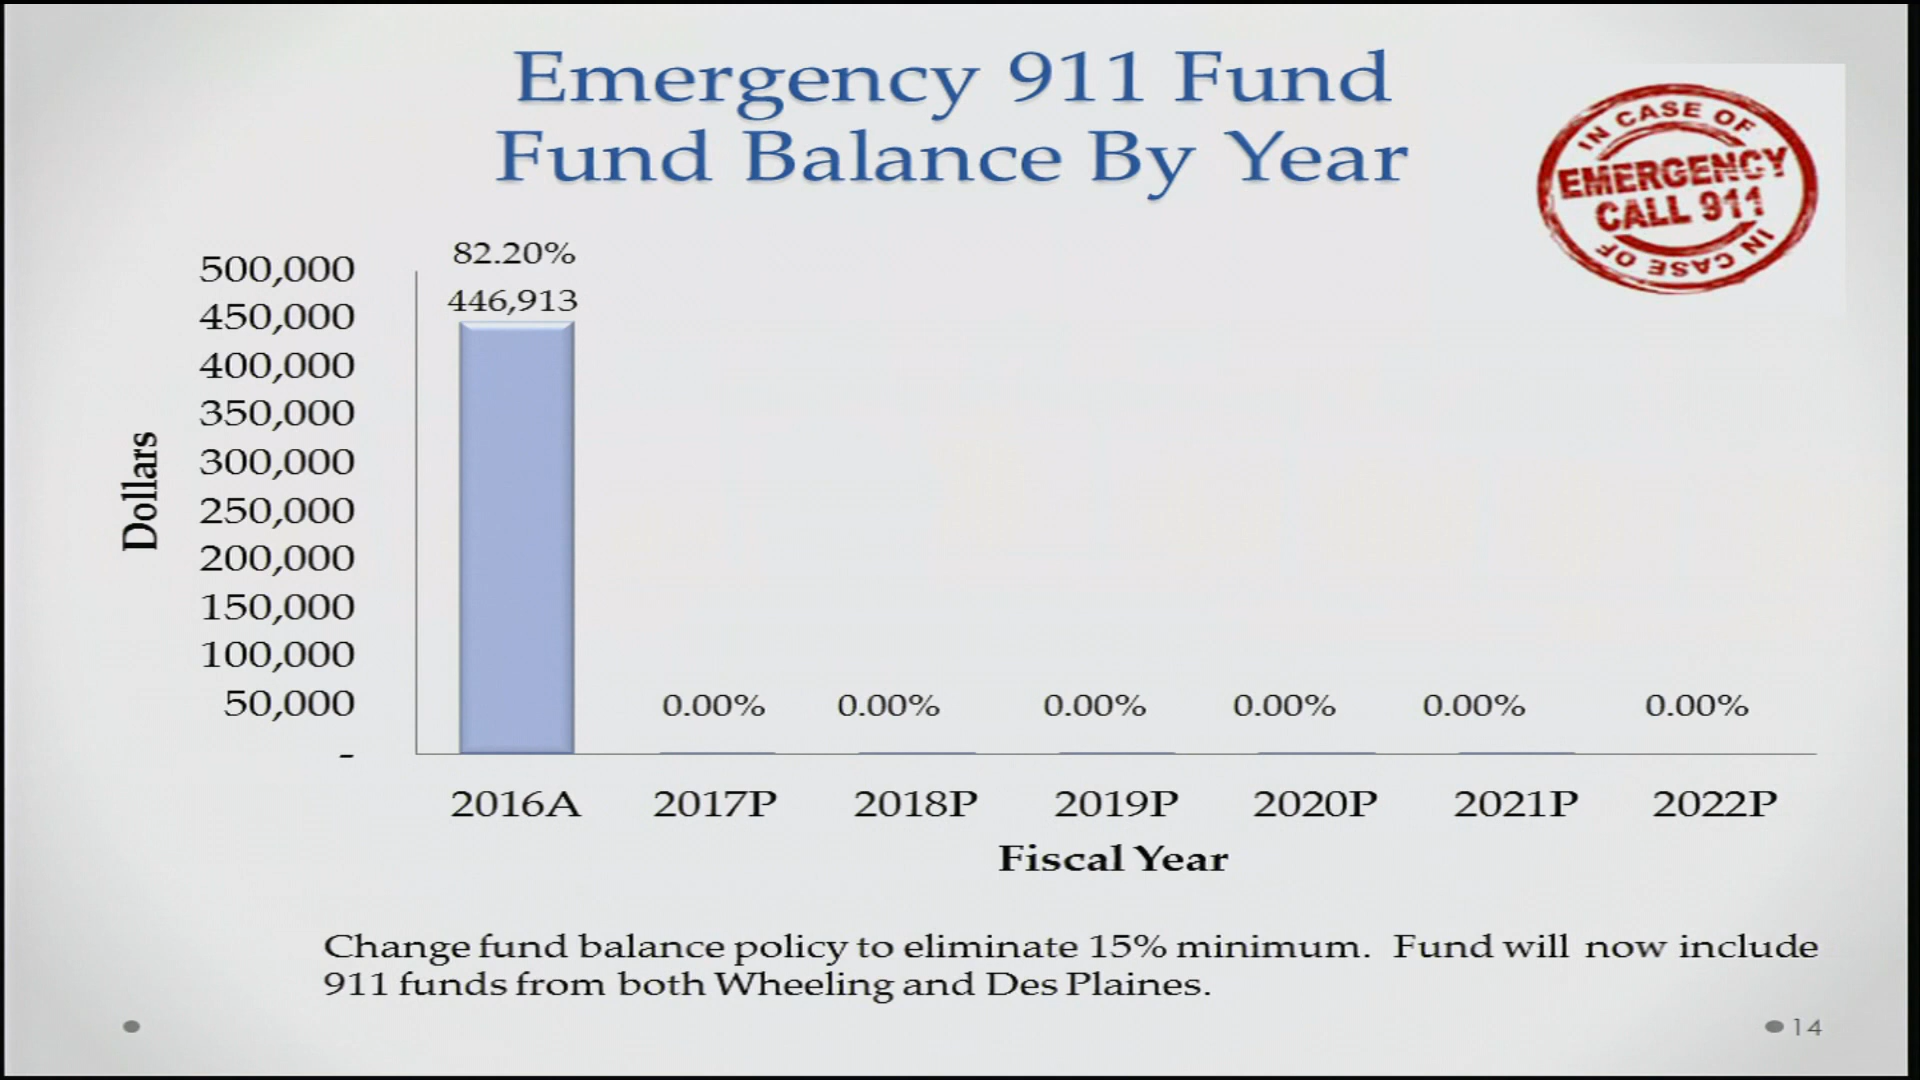 Emergency 911 Fund
Fund Balance By Year
IN CASE OF
EMERGENCY
CALL 911
IN CASE OF
82.20%
446,913
500,000
450,000
400,000
350,000
300,000
250,000
200,000
150,000
100,000
50,000
-
Dollars
0.00% 0.00% 0.00% 0.00% 0.00% 0.00%
2016A 2017P 2018P 2019P 2020P 2021P 2022P
Fiscal Year
Change fund balance policy to eliminate 15% minimum. Fund will now include
911 funds from both Wheeling and Des Plaines.
14